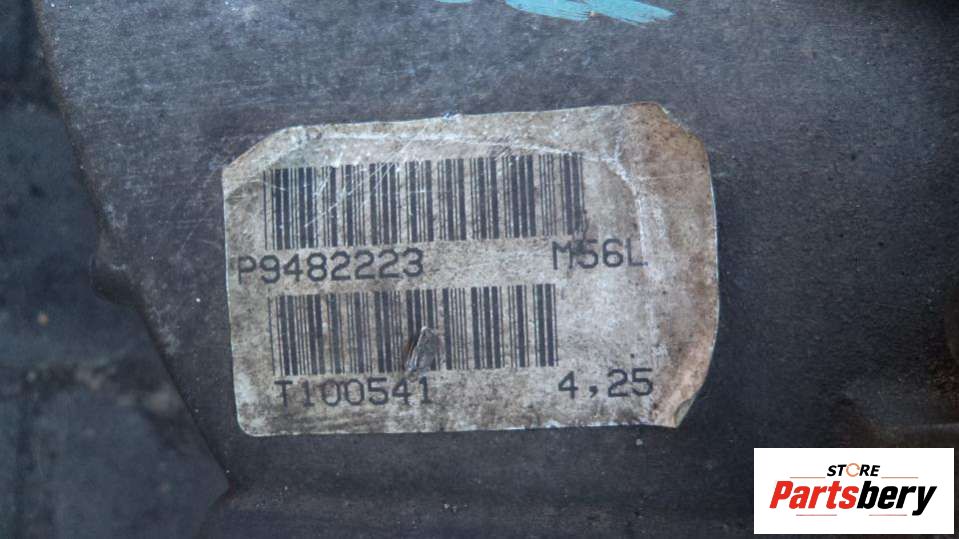 P9482223 M56L
T100541 4,25
STORE
Partsbery